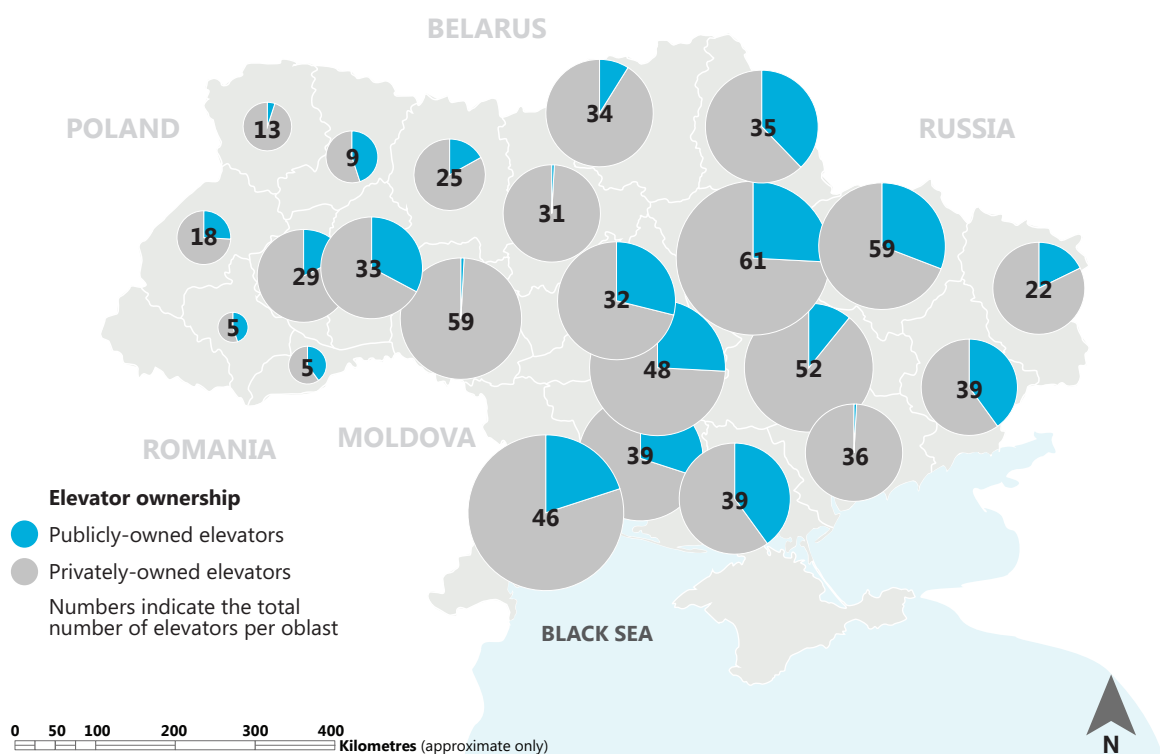 BELARUS
POLAND
RUSSIA
13
9
25
34
35
18
29
33
31
61
59
22
5
5
59
32
48
52
39
36
39
39
46
ROMANIA
MOLDOVA
Elevator ownership
Publicly-owned elevators
Privately-owned elevators
Numbers indicate the total
number of elevators per oblast
BLACK SEA
0 50 100 200 300 400
Kilometres (approximate only)
N